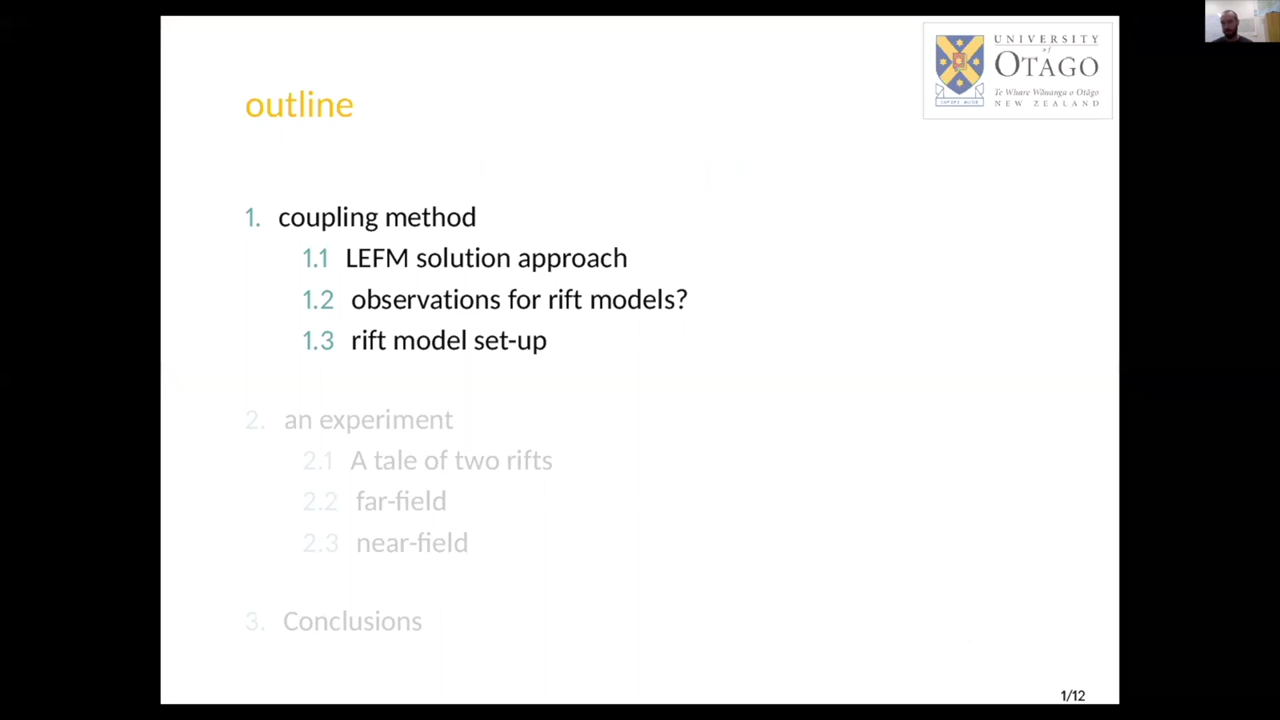 UNIVERSITY
of
OTAGO
Te Whare Wānanga o Otāgo
NEW ZEALAND
outline
1. coupling method
1.1 LEFM solution approach
1.2 observations for rift models?
1.3 rift model set-up
2. an experiment
2.1 A tale of two rifts
2.2 far-field
2.3 near-field
3. Conclusions
1/12